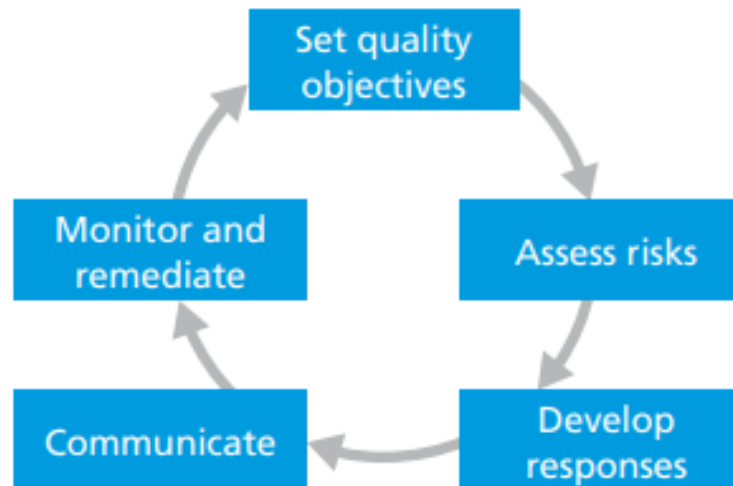 Set quality
objectives
Assess risks
Develop
responses
Communicate
Monitor and
remediate